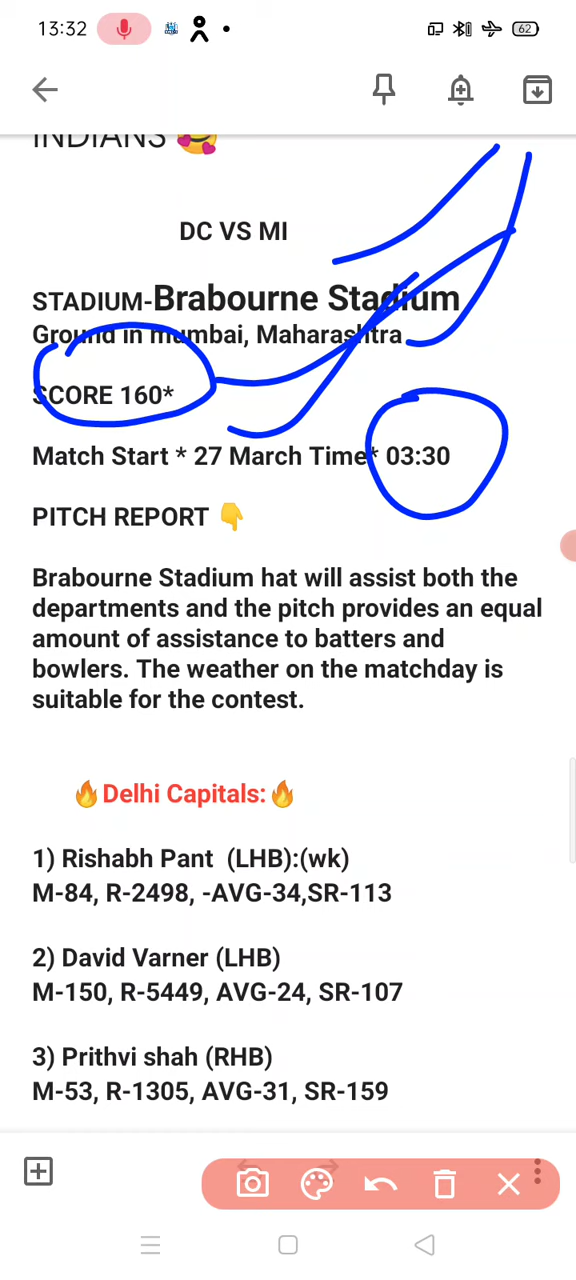 13:32
62
INDIANS 🥰
DC VS MI
STADIUM-Brabourne Stadium
Ground in mumbai, Maharashtra
SCORE 160*
Match Start * 27 March Time* 03:30
PITCH REPORT 👇
Brabourne Stadium hat will assist both the
departments and the pitch provides an equal
amount of assistance to batters and
bowlers. The weather on the matchday is
suitable for the contest.
🔥Delhi Capitals:🔥
1) Rishabh Pant (LHB):(wk)
M-84, R-2498, -AVG-34,SR-113
2) David Varner (LHB)
M-150, R-5449, AVG-24, SR-107
3) Prithvi shah (RHB)
M-53, R-1305, AVG-31, SR-159